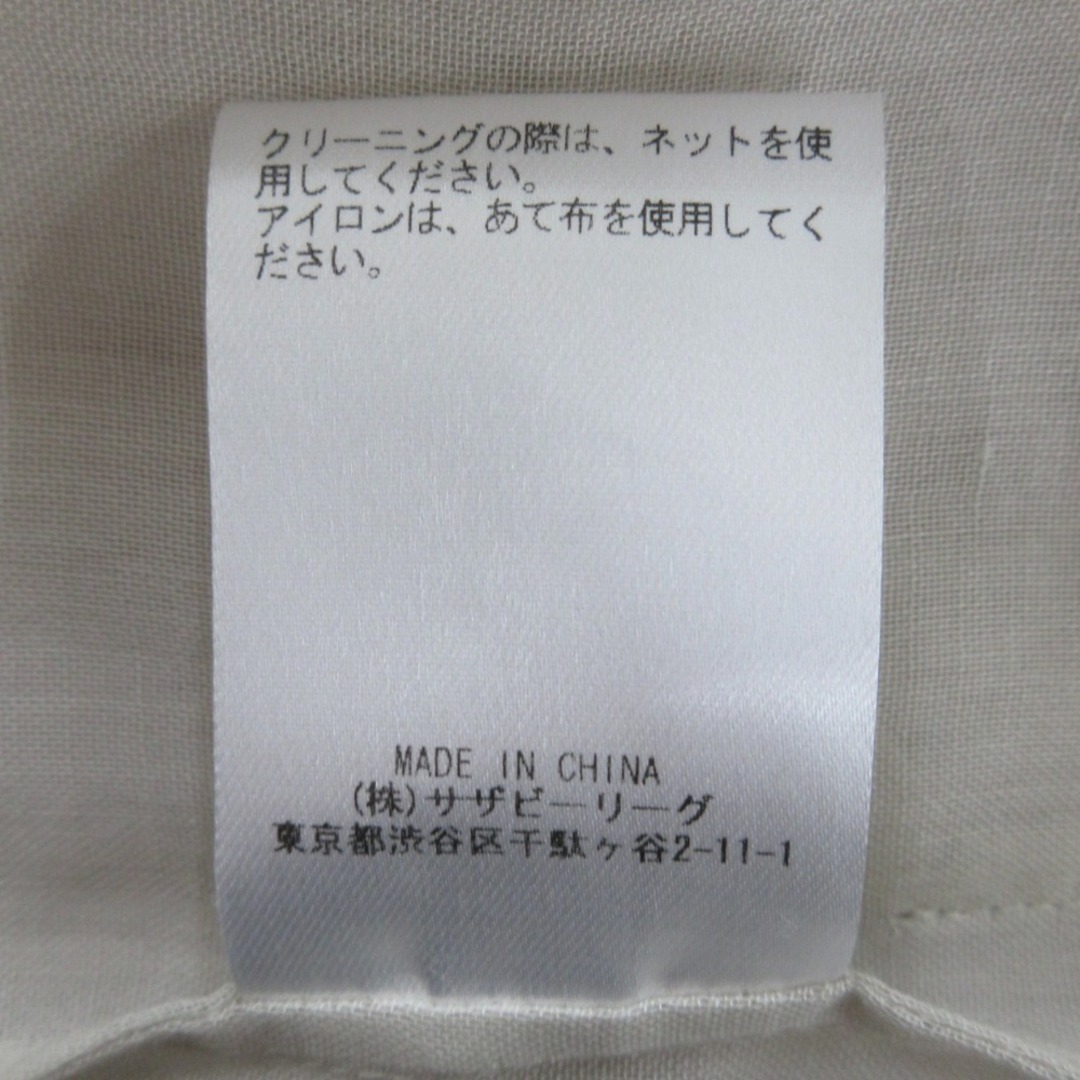 クリーニングの際は、ネットを使
用してください。
アイロンは、あて布を使用してく
ださい。
MADE IN CHINA
(株)サザビーリーグ
東京都渋谷区千駄ヶ谷2-11-1